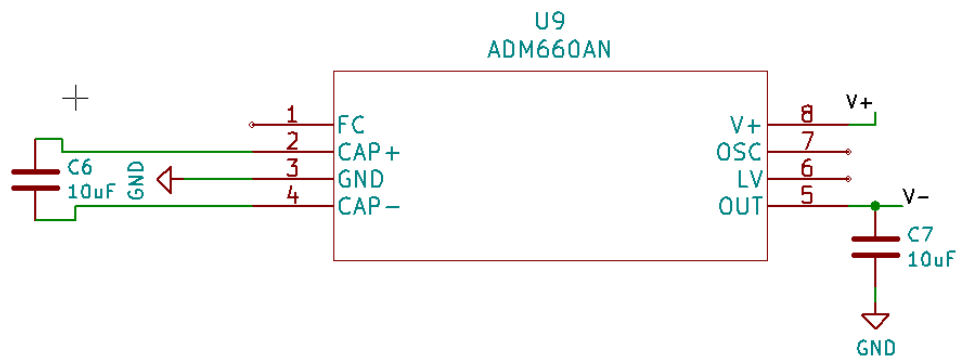 U9
ADM660AN
1 FC
2 CAP+
3 GND
4 CAP-
V+ 8 V+
OSC 7
LV 6
OUT 5 V-
C6
10uF
GND
C7
10uF
GND